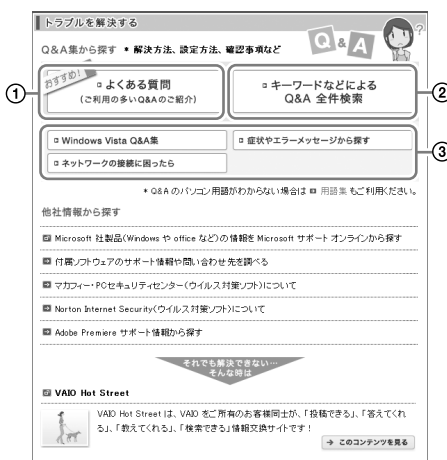 トラブルを解決する
Q&A集から探す * 解決方法、設定方法、確認事項など
Q & A ?
① おすすめ! よくある質問
(ご利用の多いQ&Aのご紹介)
キーワードなどによる ②
Q&A 全件検索
Windows Vista Q&A集
症状やエラーメッセージから探す ③
ネットワークの接続に困ったら
* Q&A のパソコン用語がわからない場合は 用語集 もご利用ください。
他社情報から探す
Microsoft 社製品(Windows や office など)の情報を Microsoft サポート オンラインから探す
付属ソフトウェアのサポート情報や問い合わせ先を調べる
マカフィー・PCセキュリティセンター(ウイルス対策ソフト)について
Norton Internet Security(ウイルス対策ソフト)について
Adobe Premiere サポート情報から探す
それでも解決できない…
そんな時は
VAIO Hot Street
VAIO Hot Street は、VAIO をご所有のお客様同士が、「投稿できる」、「答えてくれ
る」、「教えてくれる」、「検索できる」情報交換サイトです!
→ このコンテンツを見る